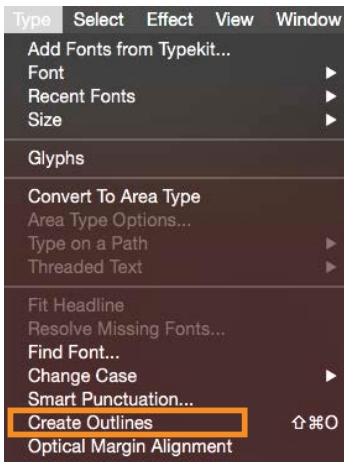 Type Select Effect View Window
Add Fonts from Typekit...
Font
Recent Fonts
Size
Glyphs
Convert To Area Type
Area Type Options...
Type on a Path
Threaded Text
Fit Headline
Resolve Missing Fonts...
Find Font...
Change Case
Smart Punctuation...
Create Outlines ⇧⌘O
Optical Margin Alignment